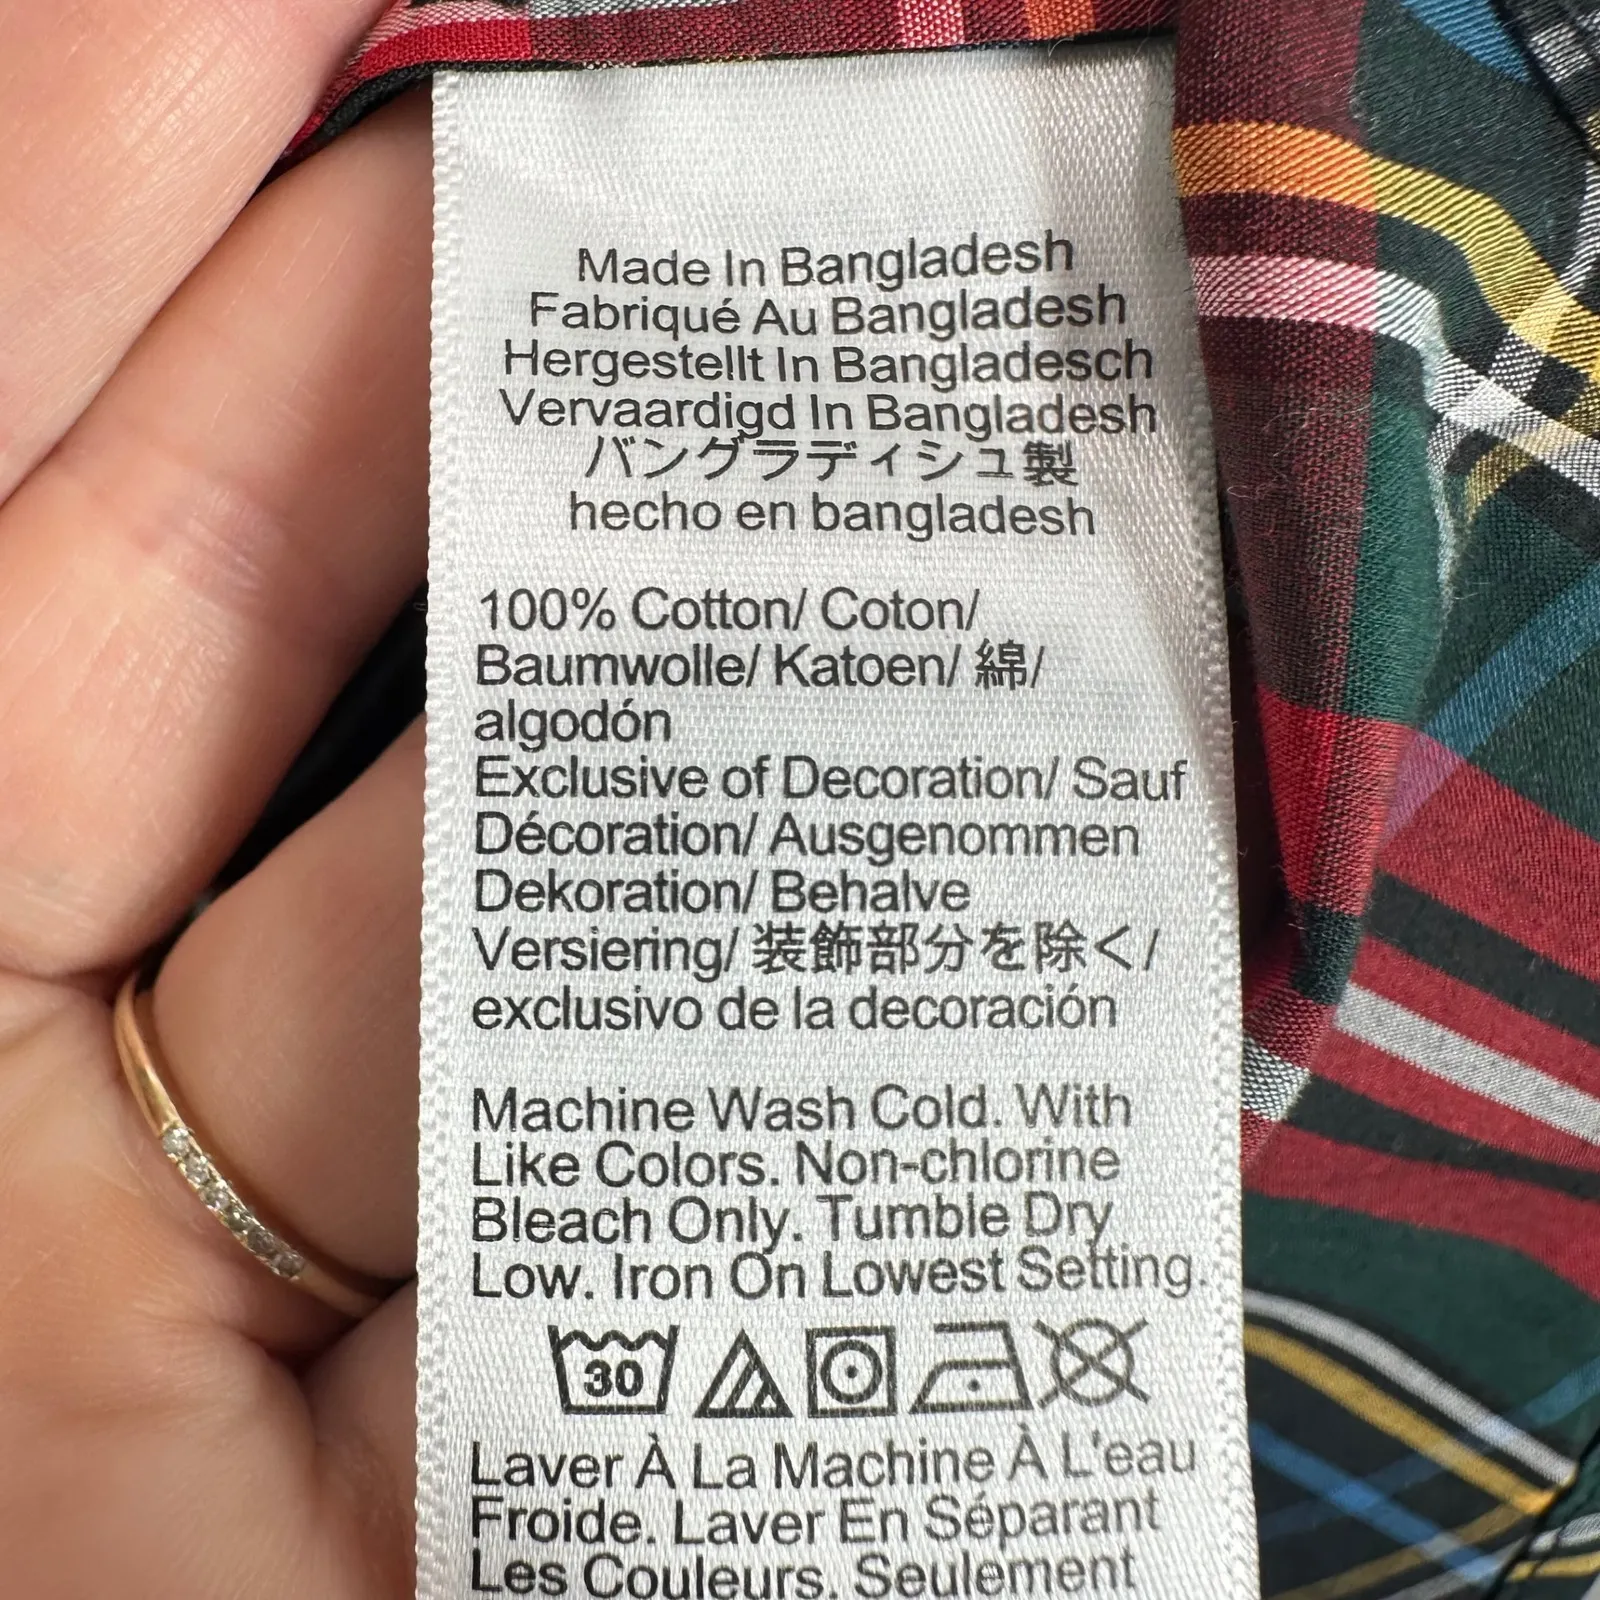 Made In Bangladesh
Fabriqué Au Bangladesh
Hergestellt In Bangladesch
Vervaardigd In Bangladesh
バングラディシュ製
hecho en bangladesh
100% Cotton/ Coton/
Baumwolle/ Katoen/ 綿/
algodón
Exclusive of Decoration/ Sauf
Décoration/ Ausgenommen
Dekoration/ Behalve
Versiering/ 装飾部分を除く/
exclusivo de la decoración
Machine Wash Cold. With
Like Colors. Non-chlorine
Bleach Only. Tumble Dry
Low. Iron On Lowest Setting.
30
Laver À La Machine À L'eau
Froide. Laver En Séparant
Les Couleurs. Seulement